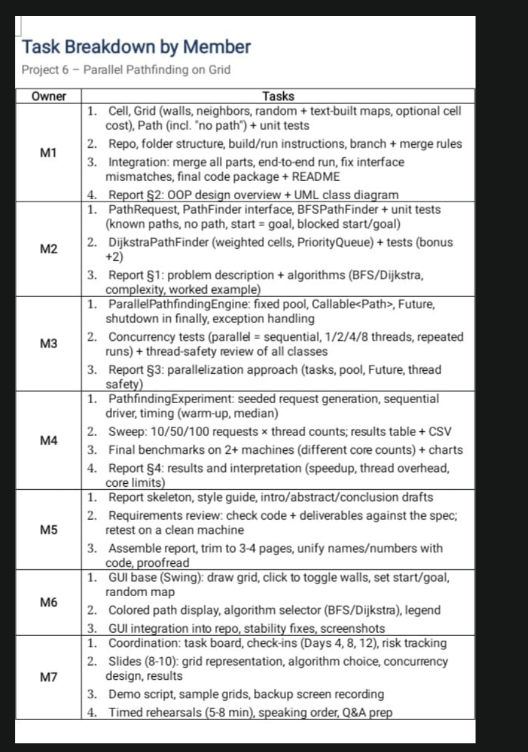 Task Breakdown by Member
Project 6 – Parallel Pathfinding on Grid
Owner Tasks
M1
1. Cell, Grid (walls, neighbors, random + text-built maps, optional cell
cost), Path (incl. "no path") + unit tests
2. Repo, folder structure, build/run instructions, branch + merge rules
3. Integration: merge all parts, end-to-end run, fix interface
mismatches, final code package + README
4. Report §2: OOP design overview + UML class diagram
M2
1. PathRequest, PathFinder interface, BFSPathFinder + unit tests
(known paths, no path, start = goal, blocked start/goal)
2. DijkstraPathFinder (weighted cells, PriorityQueue) + tests (bonus
+2)
3. Report §1: problem description + algorithms (BFS/Dijkstra,
complexity, worked example)
M3
1. ParallelPathfindingEngine: fixed pool, Callable<Path>, Future,
shutdown in finally, exception handling
2. Concurrency tests (parallel = sequential, 1/2/4/8 threads, repeated
runs) + thread-safety review of all classes
3. Report §3: parallelization approach (tasks, pool, Future, thread
safety)
M4
1. PathfindingExperiment: seeded request generation, sequential
driver, timing (warm-up, median)
2. Sweep: 10/50/100 requests × thread counts; results table + CSV
3. Final benchmarks on 2+ machines (different core counts) + charts
4. Report §4: results and interpretation (speedup, thread overhead,
core limits)
M5
1. Report skeleton, style guide, intro/abstract/conclusion drafts
2. Requirements review: check code + deliverables against the spec;
retest on a clean machine
3. Assemble report, trim to 3-4 pages, unify names/numbers with
code, proofread
M6
1. GUI base (Swing): draw grid, click to toggle walls, set start/goal,
random map
2. Colored path display, algorithm selector (BFS/Dijkstra), legend
3. GUI integration into repo, stability fixes, screenshots
M7
1. Coordination: task board, check-ins (Days 4, 8, 12), risk tracking
2. Slides (8-10): grid representation, algorithm choice, concurrency
design, results
3. Demo script, sample grids, backup screen recording
4. Timed rehearsals (5-8 min), speaking order, Q&A prep